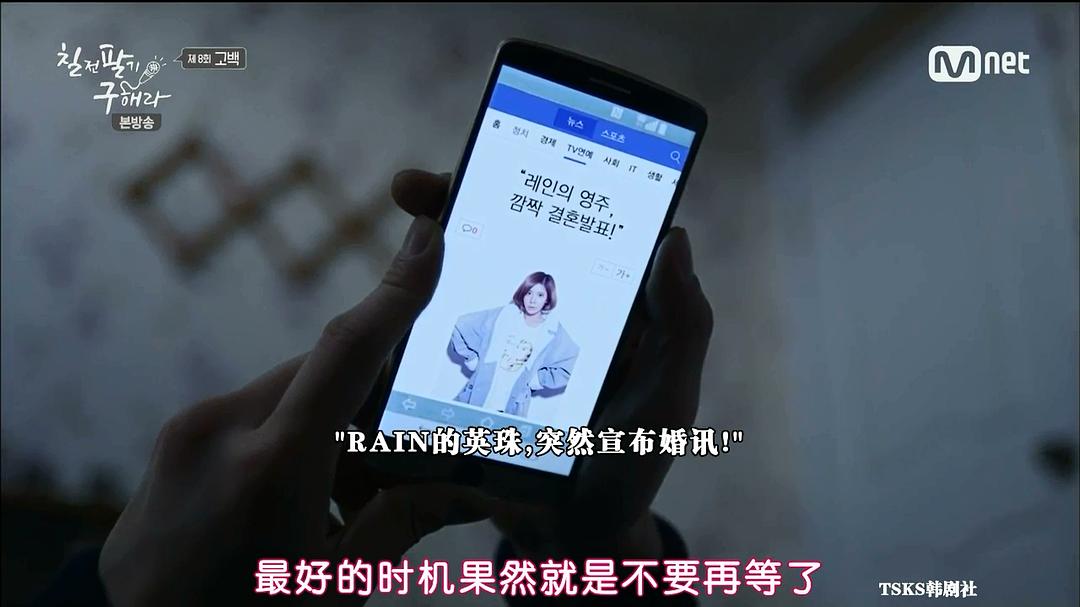 칠전팔기
구해라
제8회 고백
본방송
Mnet
뉴스 스포츠
홈 정치 경제 TV연예 사회 IT 생활
“레인의 영주,
깜짝 결혼발표!”
0
가- 가+
"RAIN的英珠,突然宣布婚讯!"
最好的时机果然就是不要再等了
TSKS韩剧社